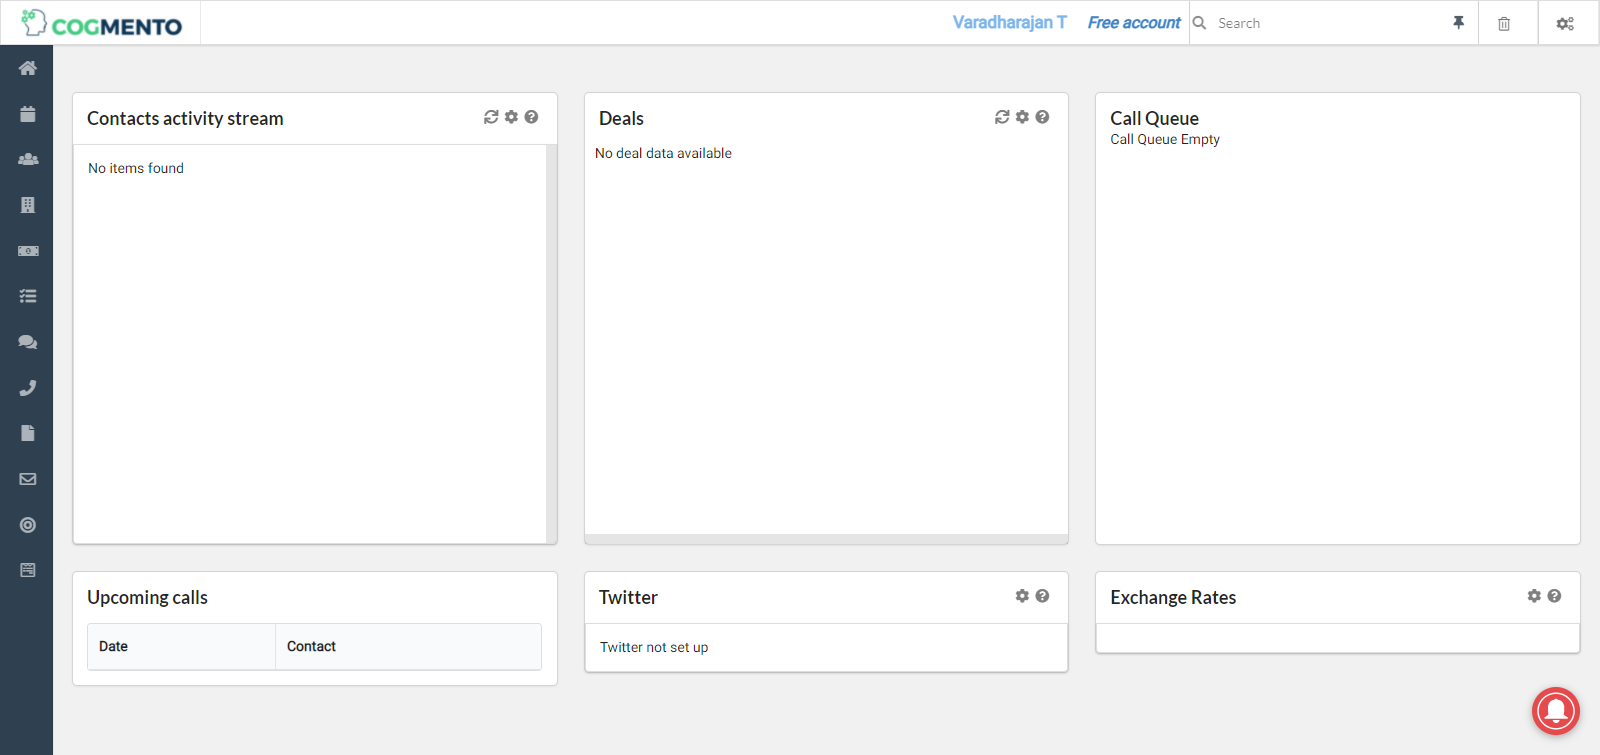 COGMENTO
Varadharajan T
Free account
Search
Contacts activity stream
No items found
Deals
No deal data available
Call Queue
Call Queue Empty
Upcoming calls
Date
Contact
Twitter
Twitter not set up
Exchange Rates